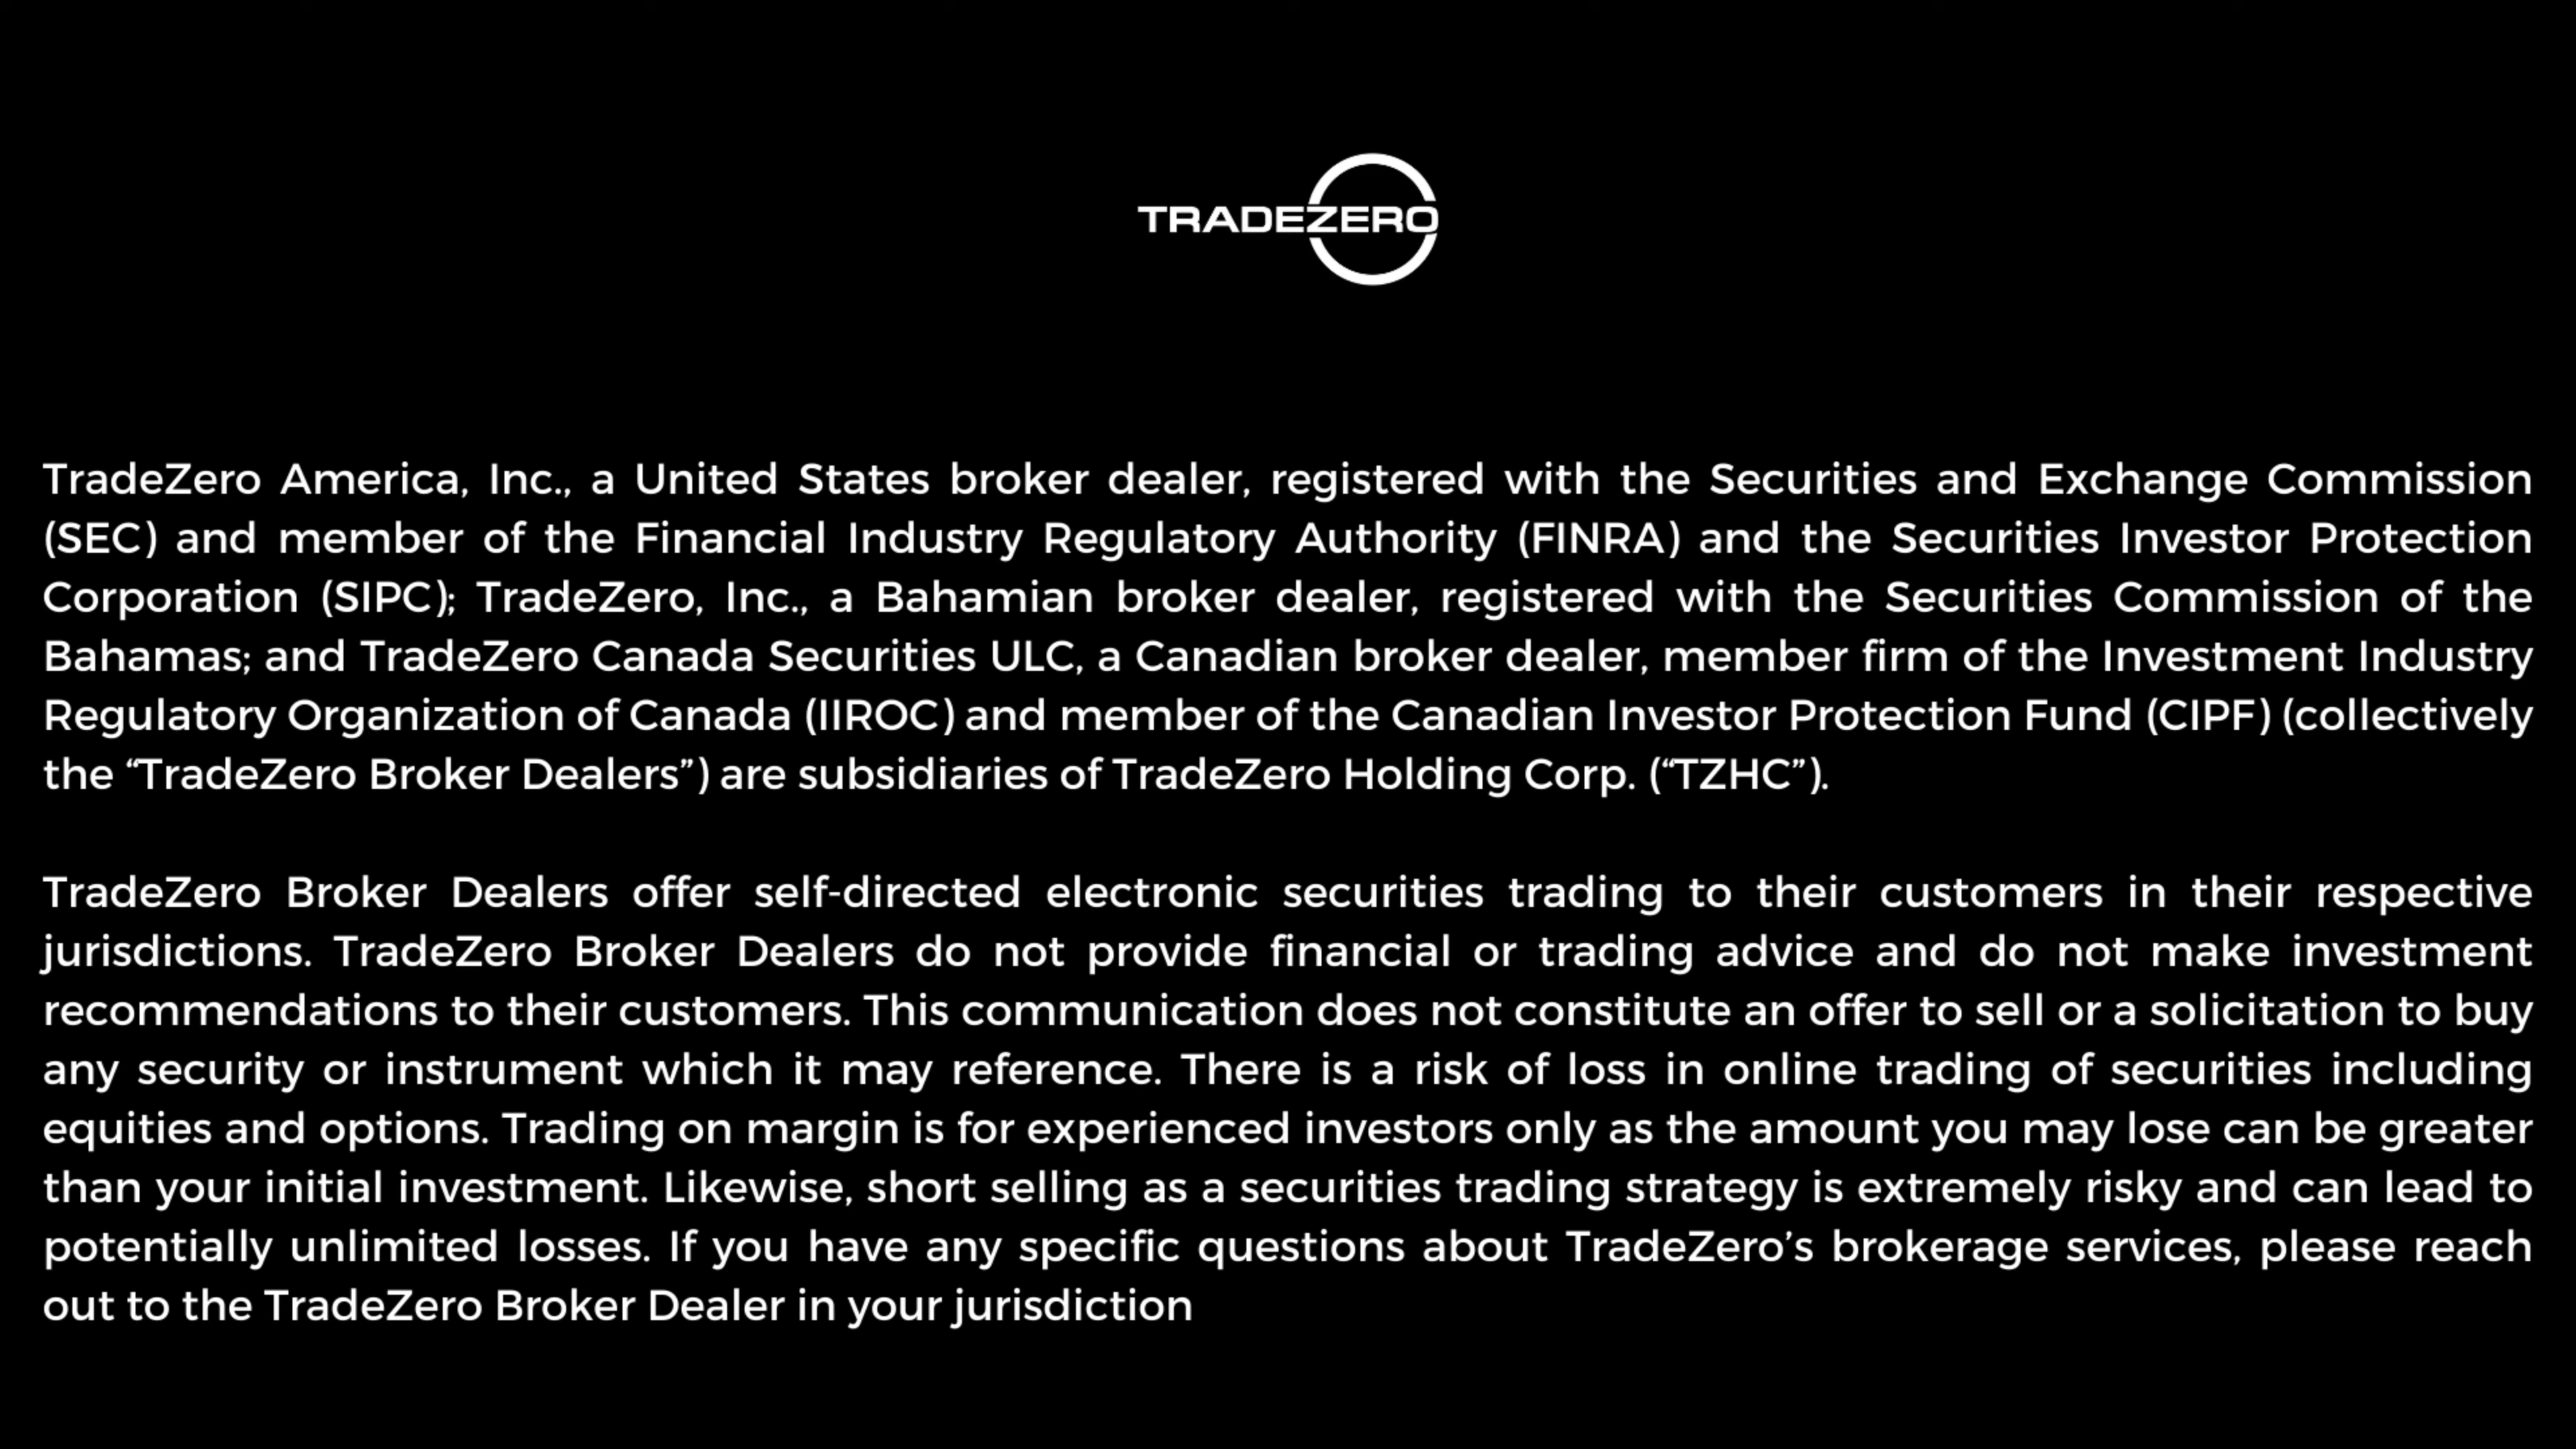 TRADEZERO
TradeZero America, Inc., a United States broker dealer, registered with the Securities and Exchange Commission
(SEC) and member of the Financial Industry Regulatory Authority (FINRA) and the Securities Investor Protection
Corporation (SIPC); TradeZero, Inc., a Bahamian broker dealer, registered with the Securities Commission of the
Bahamas; and TradeZero Canada Securities ULC, a Canadian broker dealer, member firm of the Investment Industry
Regulatory Organization of Canada (IIROC) and member of the Canadian Investor Protection Fund (CIPF) (collectively
the “TradeZero Broker Dealers”) are subsidiaries of TradeZero Holding Corp. (“TZHC”).
TradeZero Broker Dealers offer self-directed electronic securities trading to their customers in their respective
jurisdictions. TradeZero Broker Dealers do not provide financial or trading advice and do not make investment
recommendations to their customers. This communication does not constitute an offer to sell or a solicitation to buy
any security or instrument which it may reference. There is a risk of loss in online trading of securities including
equities and options. Trading on margin is for experienced investors only as the amount you may lose can be greater
than your initial investment. Likewise, short selling as a securities trading strategy is extremely risky and can lead to
potentially unlimited losses. If you have any specific questions about TradeZero’s brokerage services, please reach
out to the TradeZero Broker Dealer in your jurisdiction